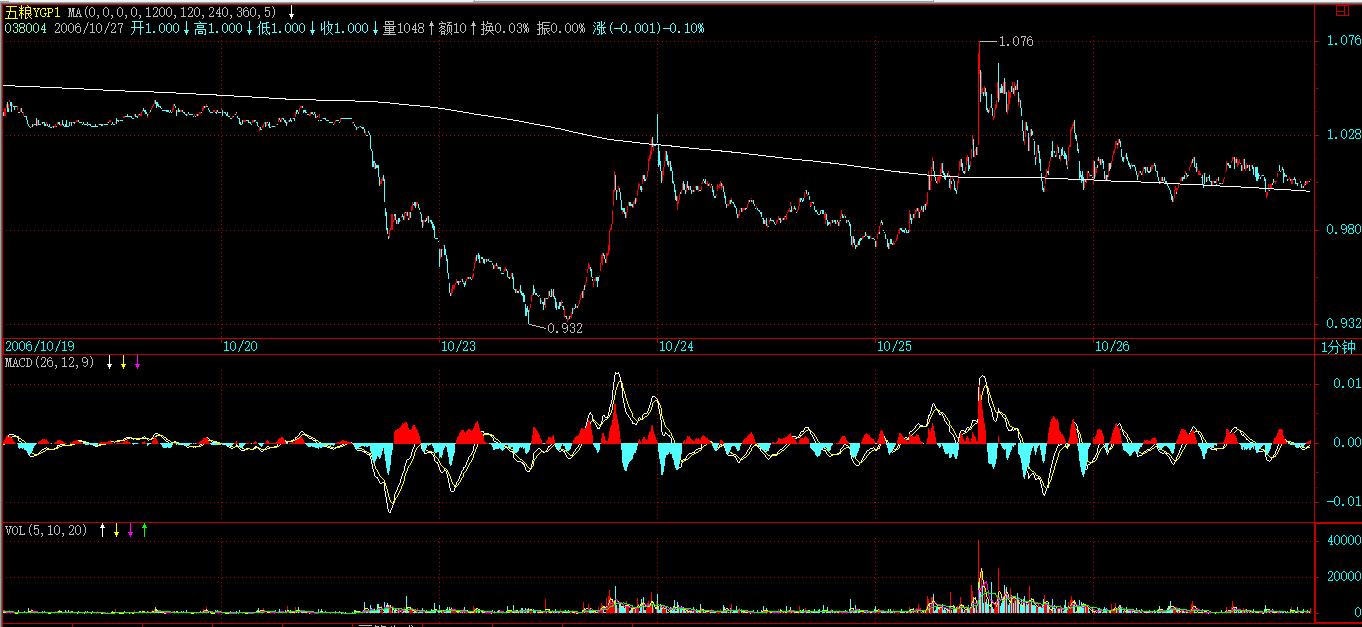 五粮YGP1 MA(0,0,0,0,1200,120,240,360,5) ↓ 日
038004 2006/10/27 开1.000↓高1.000↓低1.000↓收1.000↓量1048↑额10↑换0.03% 振0.00% 涨(-0.001)-0.10%
1.076 1.076
1.028
0.980
0.932 0.932
2006/10/19 10/20 10/23 10/24 10/25 10/26 1分钟
MACD(26,12,9) ↓ ↓ ↓
0.01
0.00
-0.01
VOL(5,10,20) ↑ ↓ ↓ ↑
40000
20000
0